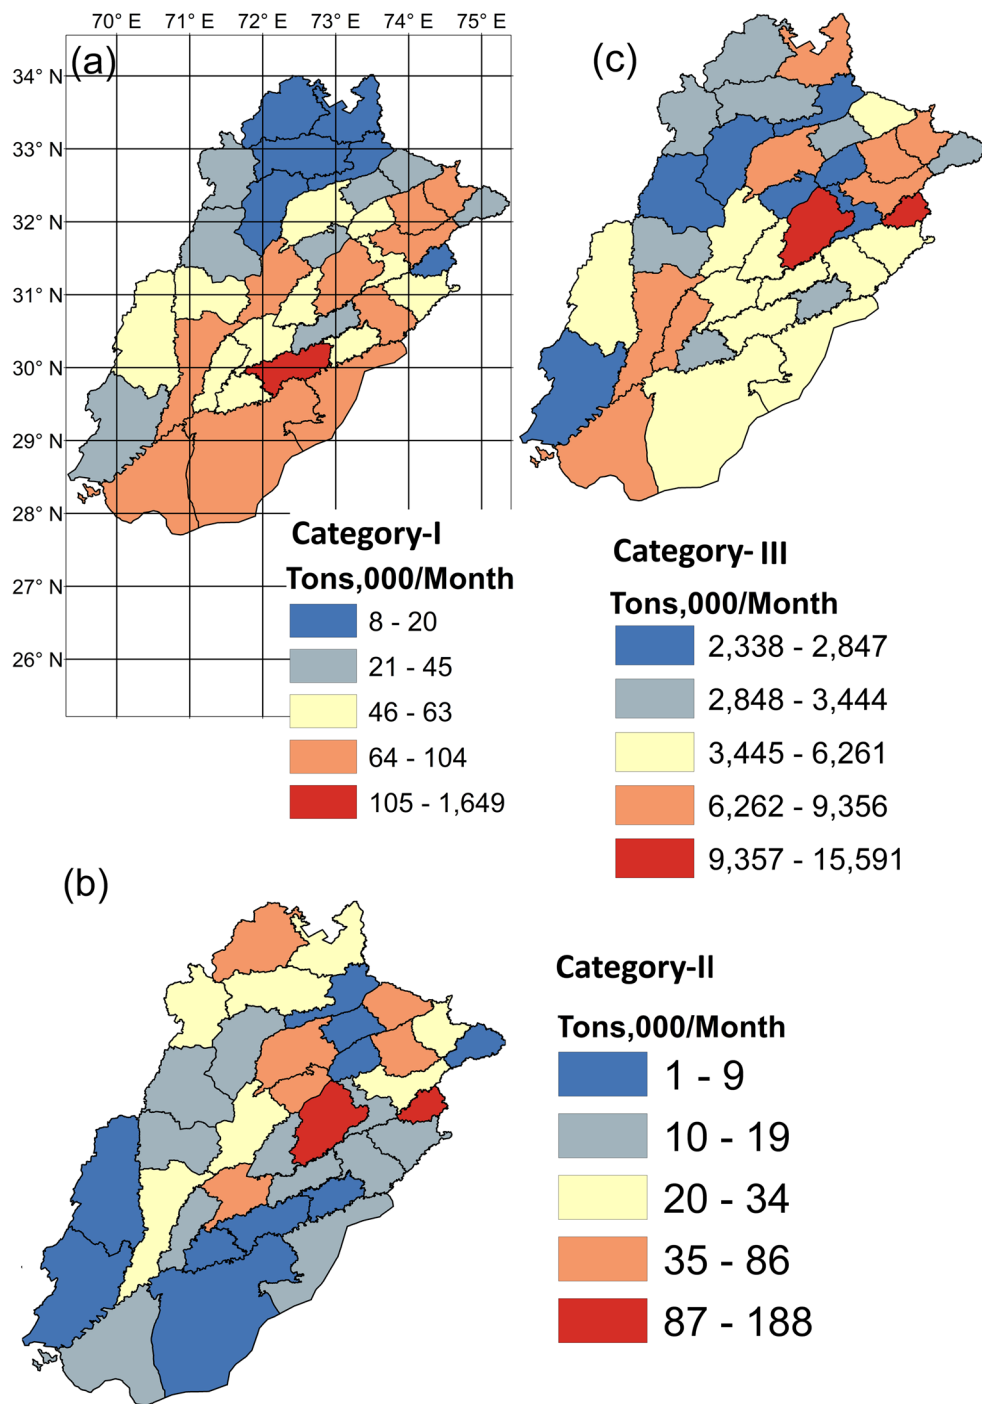 70° E 71° E 72° E 73° E 74° E 75° E
(a)
34° N
33° N
32° N
31° N
30° N
29° N
28° N
27° N
26° N
Category-I
Tons,000/Month
8 - 20
21 - 45
46 - 63
64 - 104
105 - 1,649
(c)
Category- III
Tons,000/Month
2,338 - 2,847
2,848 - 3,444
3,445 - 6,261
6,262 - 9,356
9,357 - 15,591
(b)
Category-II
Tons,000/Month
1 - 9
10 - 19
20 - 34
35 - 86
87 - 188